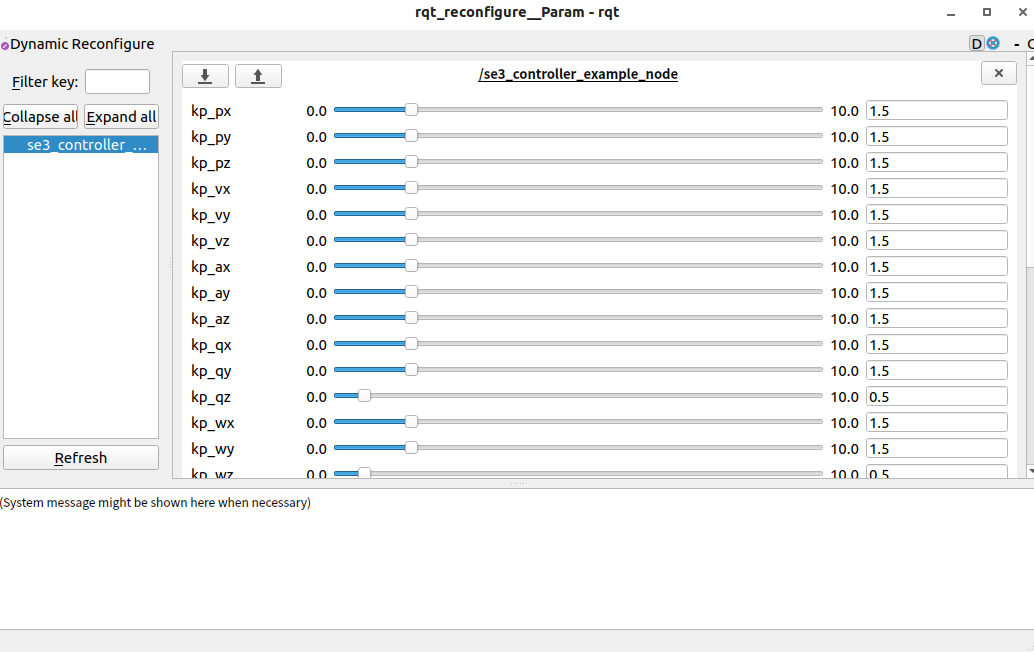 rqt_reconfigure__Param - rqt
Dynamic Reconfigure D - C
Filter key:
Collapse all Expand all
se3_controller_...
Refresh
/se3_controller_example_node
kp_px 0.0 10.0 1.5
kp_py 0.0 10.0 1.5
kp_pz 0.0 10.0 1.5
kp_vx 0.0 10.0 1.5
kp_vy 0.0 10.0 1.5
kp_vz 0.0 10.0 1.5
kp_ax 0.0 10.0 1.5
kp_ay 0.0 10.0 1.5
kp_az 0.0 10.0 1.5
kp_qx 0.0 10.0 1.5
kp_qy 0.0 10.0 1.5
kp_qz 0.0 10.0 0.5
kp_wx 0.0 10.0 1.5
kp_wy 0.0 10.0 1.5
kp_wz 0.0 10.0 0.5
(System message might be shown here when necessary)